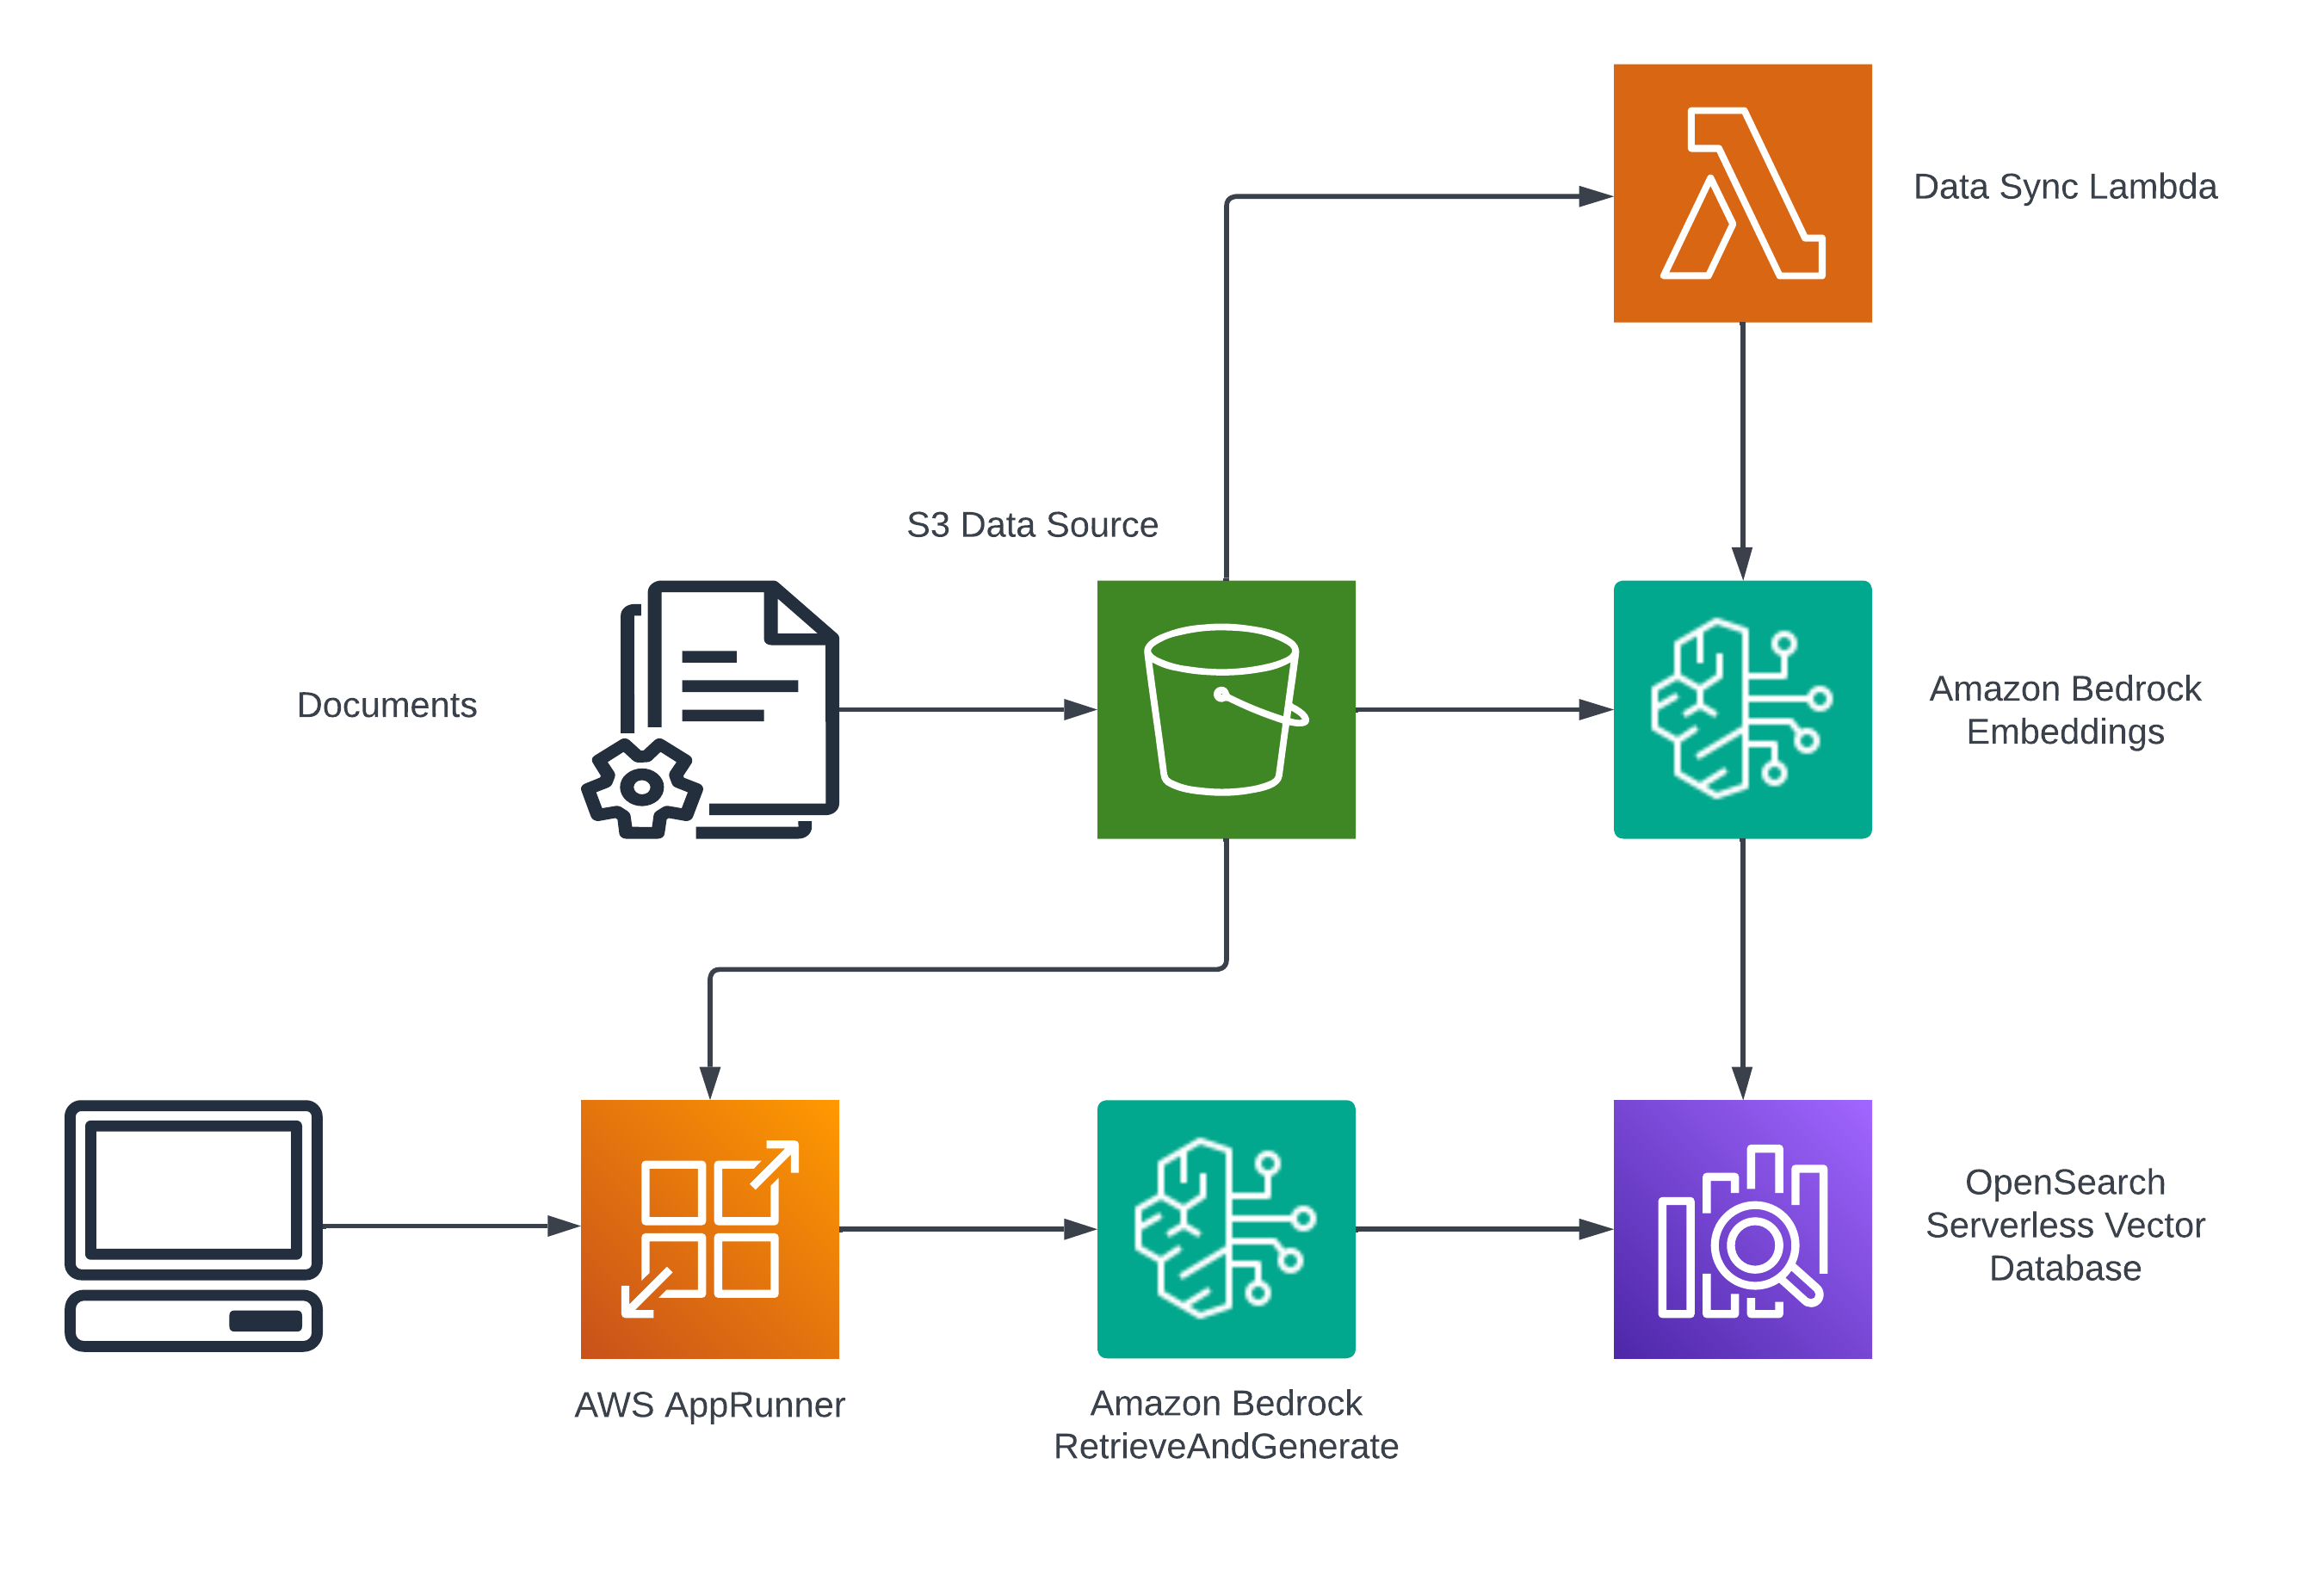 Data Sync Lambda
S3 Data Source
Documents
Amazon Bedrock
Embeddings
OpenSearch
Serverless Vector
Database
AWS AppRunner
Amazon Bedrock
RetrieveAndGenerate